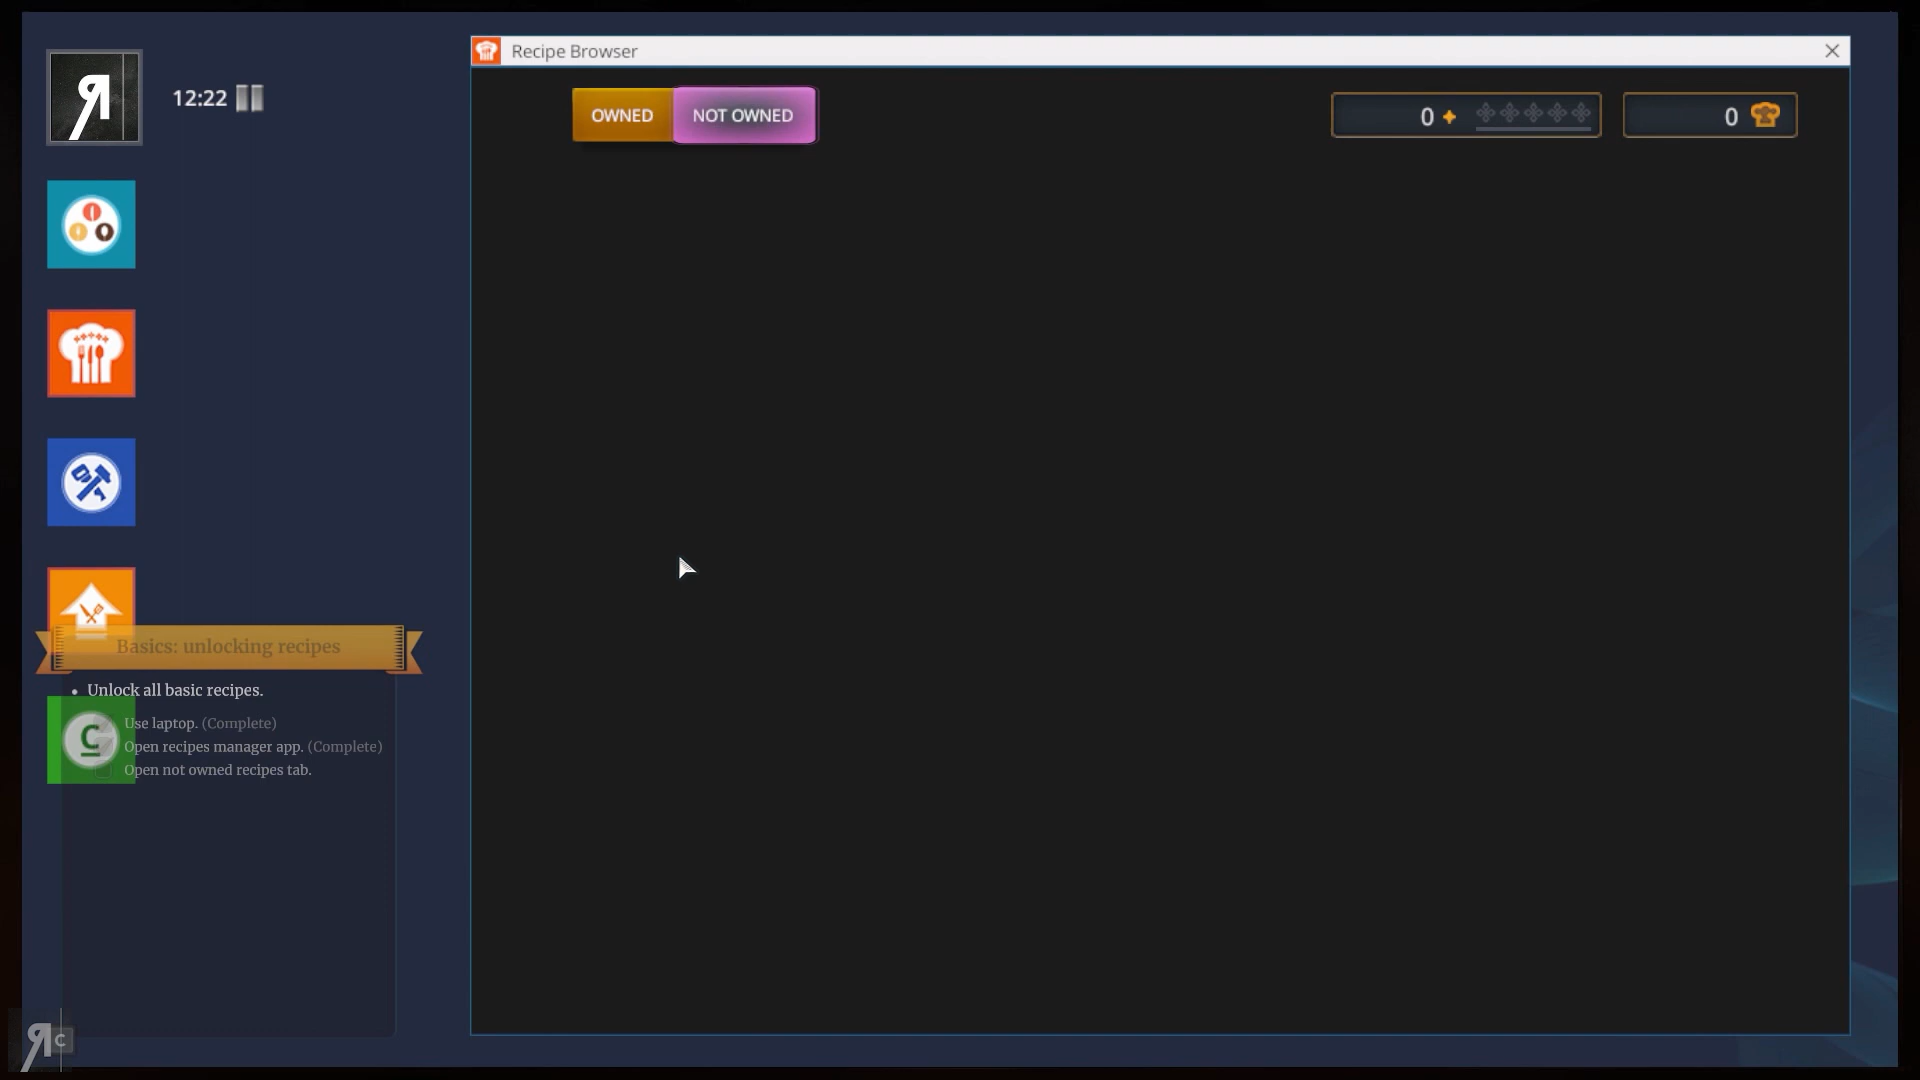 Recipe Browser
12:22
OWNED
NOT OWNED
0
0
Basics: unlocking recipes
Unlock all basic recipes.
Use laptop. (Complete)
Open recipes manager app. (Complete)
Open not owned recipes tab.
C
C